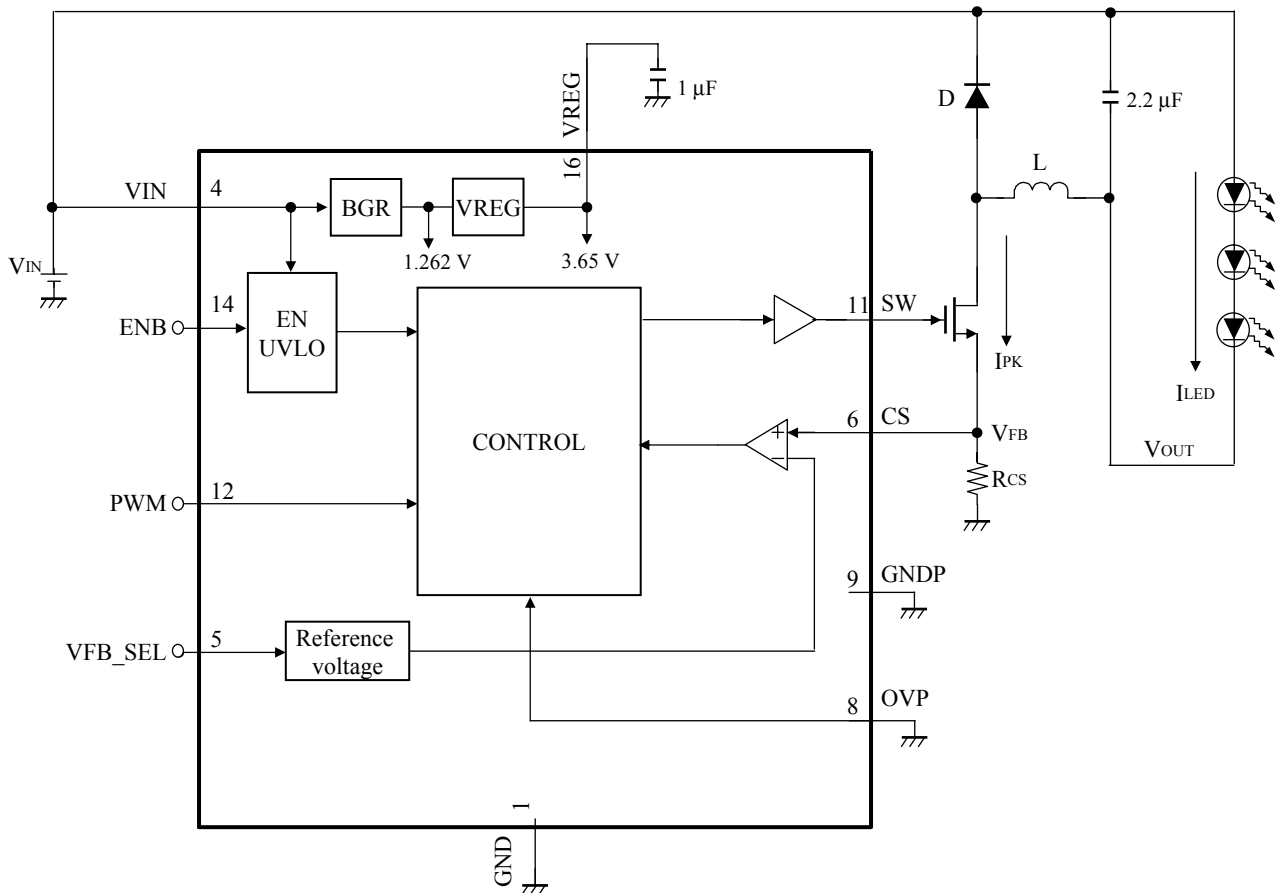 VREG
1 μF
D
2.2 μF
16
L
VIN
4
BGR
VREG
1.262 V
3.65 V
VIN
14
ENB
EN
UVLO
11
SW
IPK
ILED
CONTROL
6
CS
VFB
VOUT
RCS
PWM
12
9
GNDP
VFB_SEL
5
Reference
voltage
8
OVP
1
GND
+
−